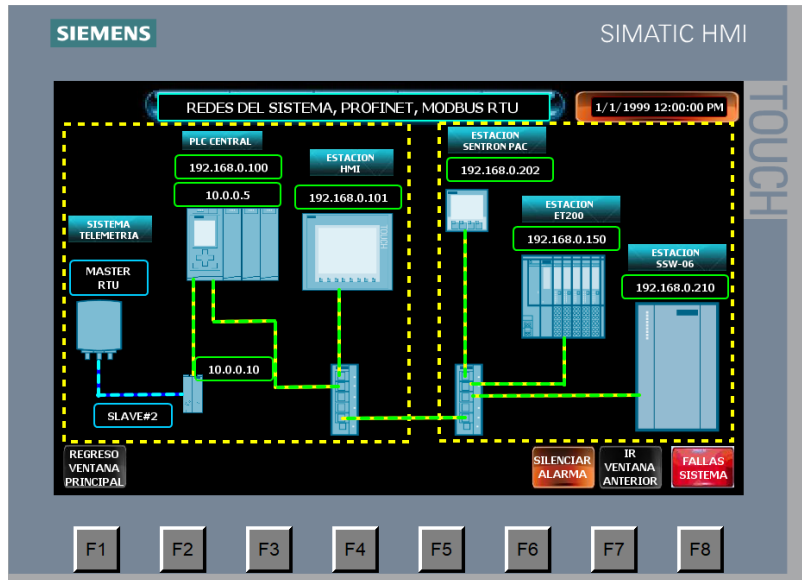 SIEMENS
SIMATIC HMI
TOUCH
REDES DEL SISTEMA, PROFINET, MODBUS RTU
1/1/1999 12:00:00 PM
PLC CENTRAL
192.168.0.100
10.0.0.5
ESTACION
HMI
192.168.0.101
TOUCH
SISTEMA
TELEMETRIA
MASTER
RTU
10.0.0.10
SLAVE#2
ESTACION
SENTRON PAC
192.168.0.202
ESTACION
ET200
192.168.0.150
ESTACION
SSW-06
192.168.0.210
REGRESO
VENTANA
PRINCIPAL
SILENCIAR
ALARMA
IR
VENTANA
ANTERIOR
FALLAS
SISTEMA
F1
F2
F3
F4
F5
F6
F7
F8